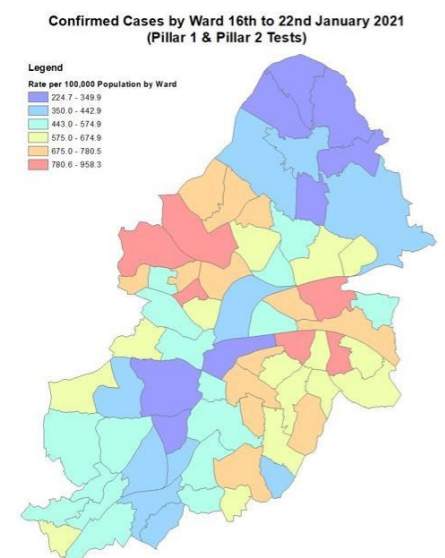 Confirmed Cases by Ward 16th to 22nd January 2021
(Pillar 1 & Pillar 2 Tests)
Legend
Rate per 100,000 Population by Ward
224.7 - 349.9
350.0 - 442.9
443.0 - 574.9
575.0 - 674.9
675.0 - 780.5
780.6 - 958.3